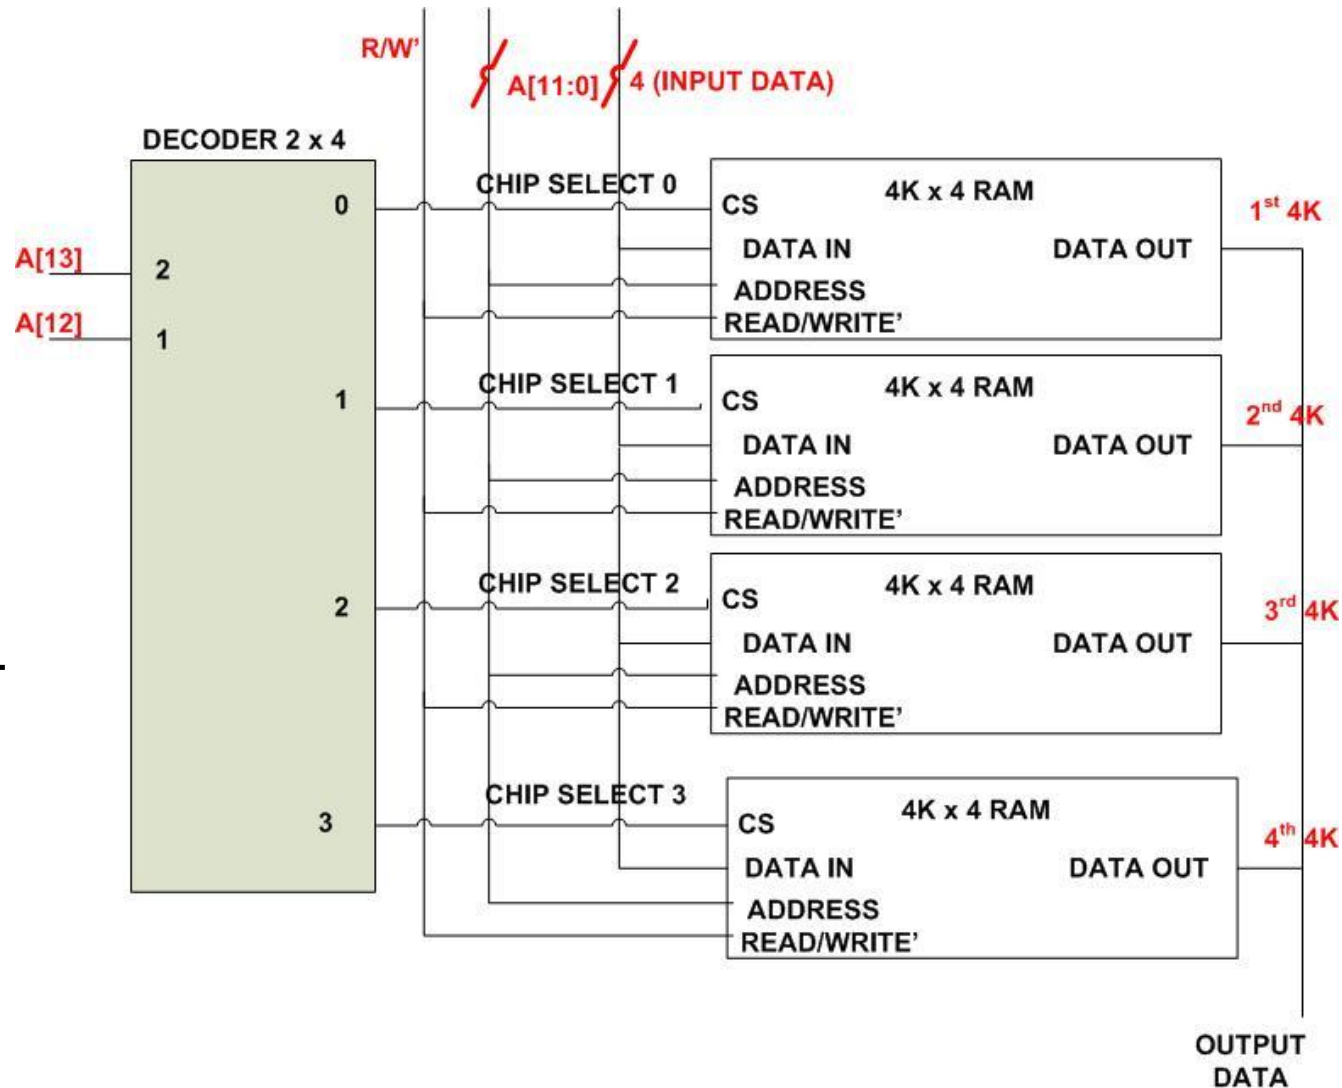 R/W’
A[11:0]
4 (INPUT DATA)
DECODER 2 x 4
A[13]
A[12]
2
1
0
1
2
3
CHIP SELECT 0
CS
4K x 4 RAM
DATA IN
DATA OUT
ADDRESS
READ/WRITE’
1st 4K
CHIP SELECT 1
CS
4K x 4 RAM
DATA IN
DATA OUT
ADDRESS
READ/WRITE’
2nd 4K
CHIP SELECT 2
CS
4K x 4 RAM
DATA IN
DATA OUT
ADDRESS
READ/WRITE’
3rd 4K
CHIP SELECT 3
CS
4K x 4 RAM
DATA IN
DATA OUT
ADDRESS
READ/WRITE’
4th 4K
OUTPUT
DATA